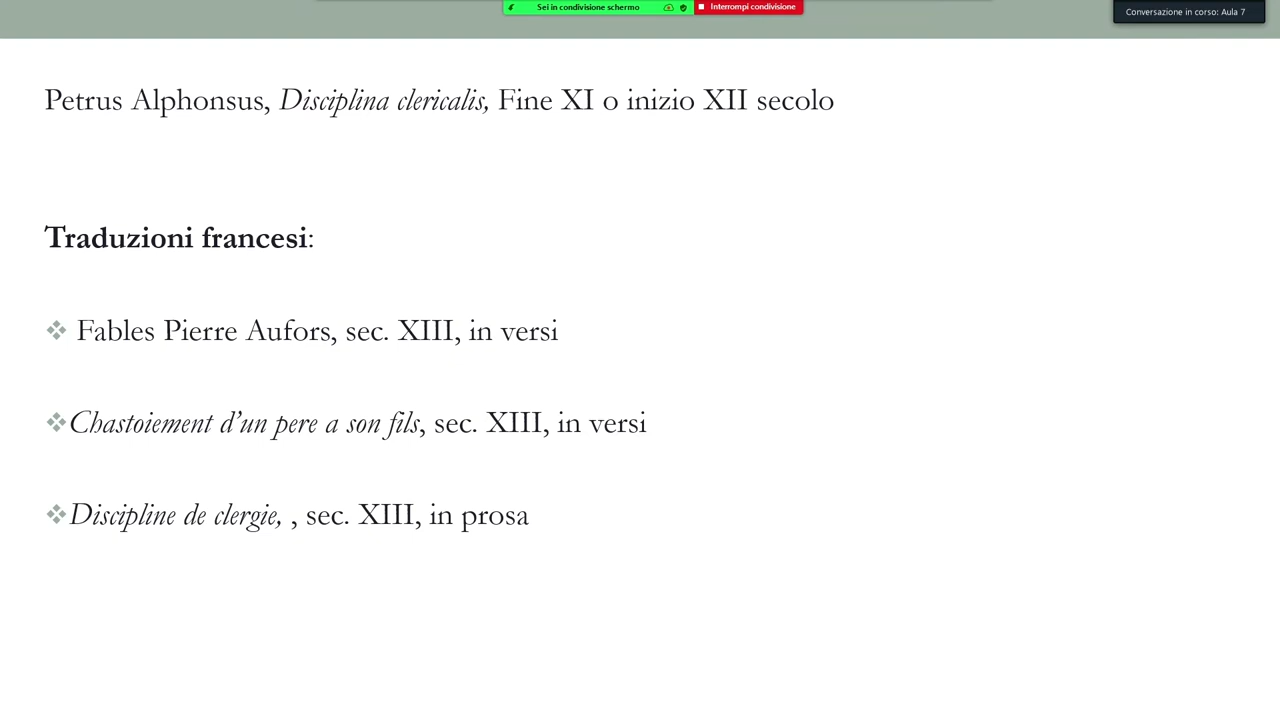 Sei in condivisione schermo
Interrompi condivisione
Conversazione in corso: Aula 7
Petrus Alphonsus, Disciplina clericalis, Fine XI o inizio XII secolo
Traduzioni francesi:
❖ Fables Pierre Aufors, sec. XIII, in versi
❖Chastoiement d’un pere a son fils, sec. XIII, in versi
❖Discipline de clergie, , sec. XIII, in prosa